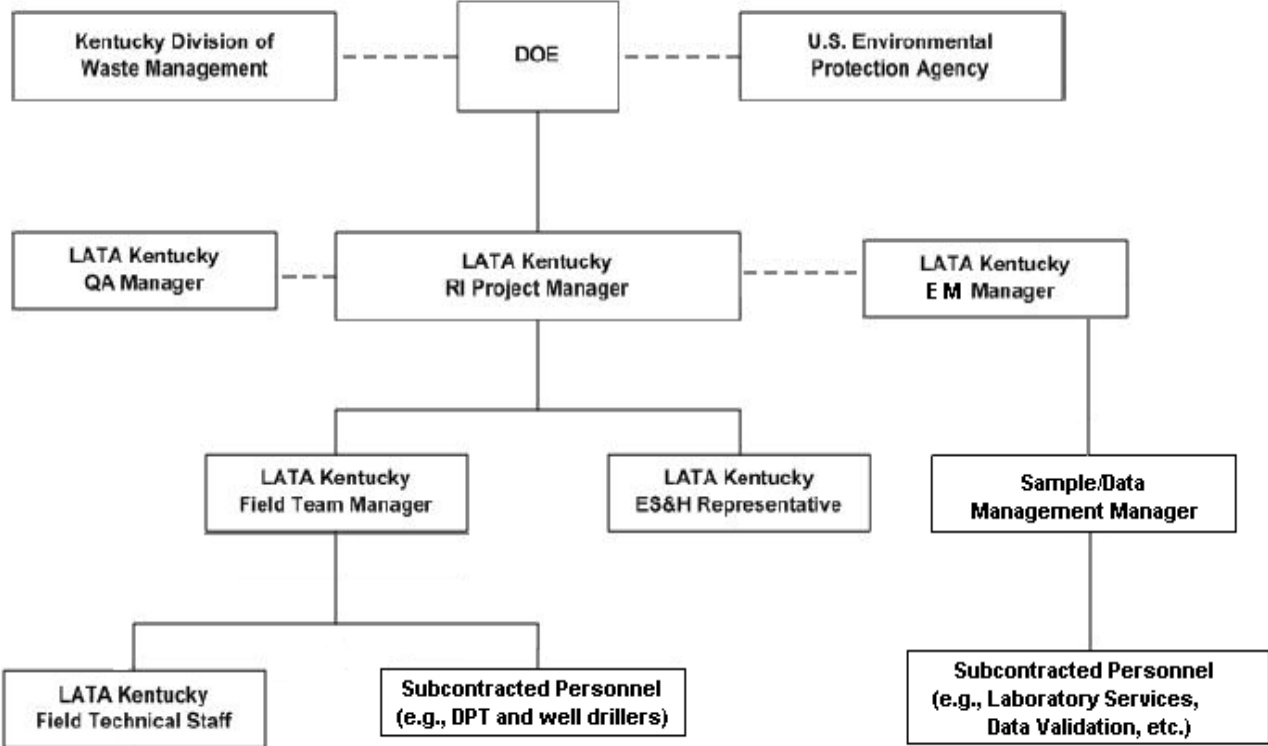 Kentucky Division of
Waste Management
DOE
U.S. Environmental
Protection Agency
LATA Kentucky
QA Manager
LATA Kentucky
RI Project Manager
LATA Kentucky
E M Manager
LATA Kentucky
Field Team Manager
LATA Kentucky
ES&H Representative
Sample/Data
Management Manager
LATA Kentucky
Field Technical Staff
Subcontracted Personnel
(e.g., DPT and well drillers)
Subcontracted Personnel
(e.g., Laboratory Services,
Data Validation, etc.)